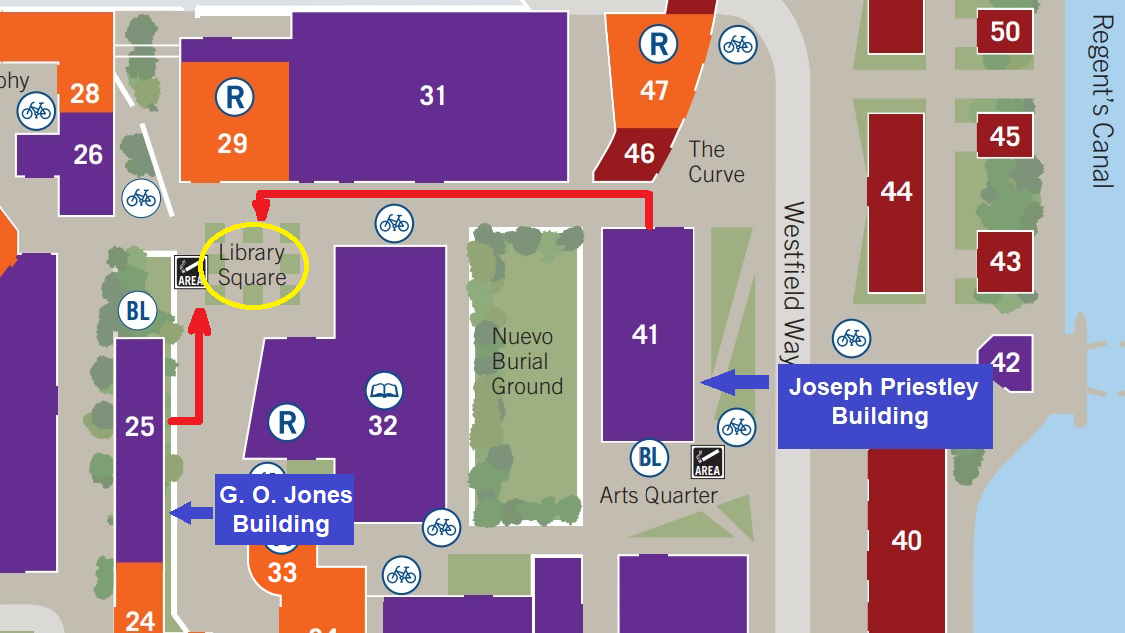 50
Regent's Canal
R
31
R
47
28
phy
29
45
26
46
The
Curve
44
Westfield Way
Library
Square
AREA
43
BL
Nuevo
Burial
Ground
41
42
Joseph Priestley
Building
25
R
32
BL
AREA
Arts Quarter
G. O. Jones
Building
40
33
24